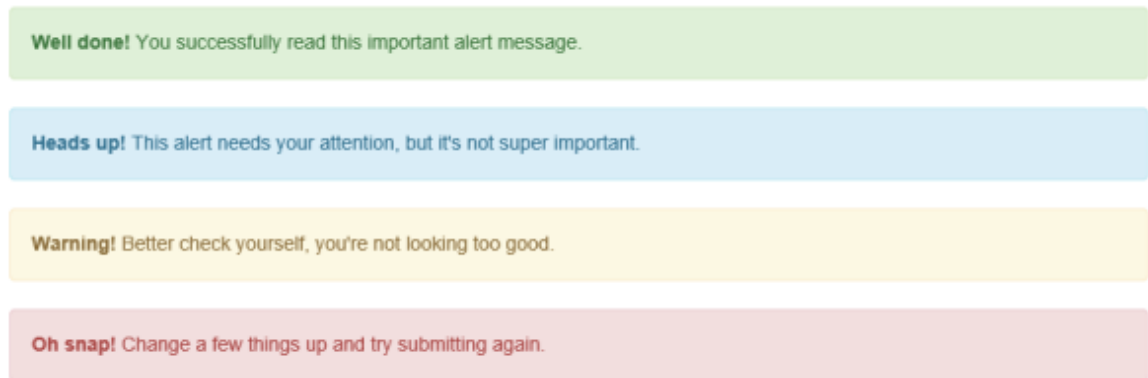 Well done! You successfully read this important alert message.
Heads up! This alert needs your attention, but it's not super important.
Warning! Better check yourself, you're not looking too good.
Oh snap! Change a few things up and try submitting again.